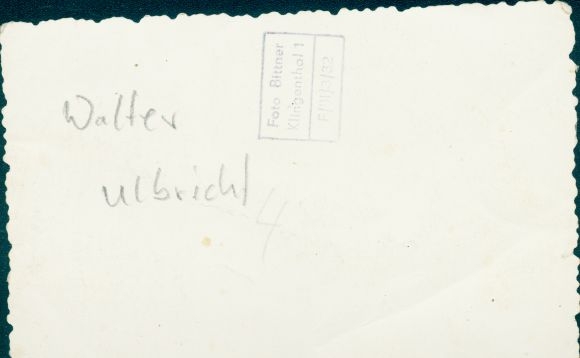 Walter
Ulbricht
4
Foto Bittner
Klingenthal 1